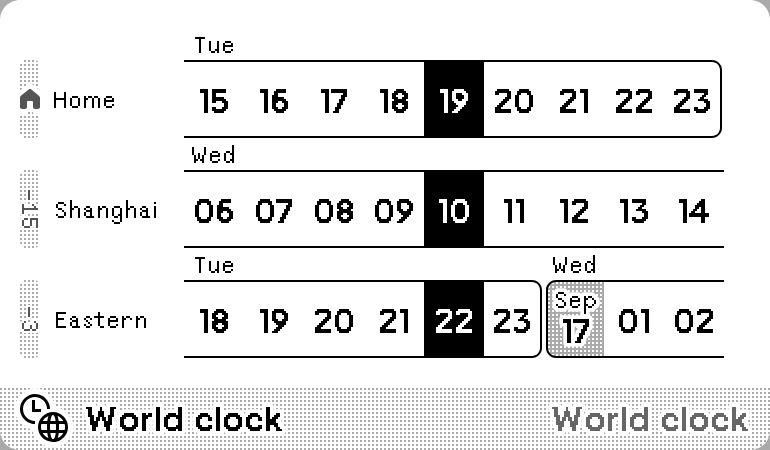 Tue
Home 15 16 17 18 19 20 21 22 23
Wed
-15 Shanghai 06 07 08 09 10 11 12 13 14
Tue Wed
-3 Eastern 18 19 20 21 22 23 Sep 17 01 02
World clock World clock